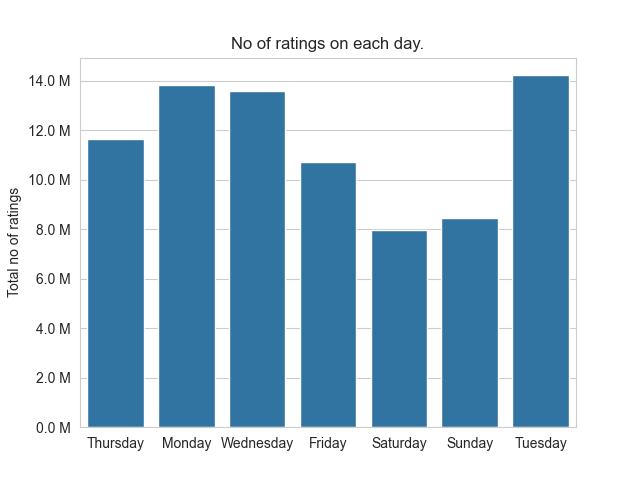 No of ratings on each day.
Total no of ratings
14.0 M
12.0 M
10.0 M
8.0 M
6.0 M
4.0 M
2.0 M
0.0 M
Thursday Monday Wednesday Friday Saturday Sunday Tuesday